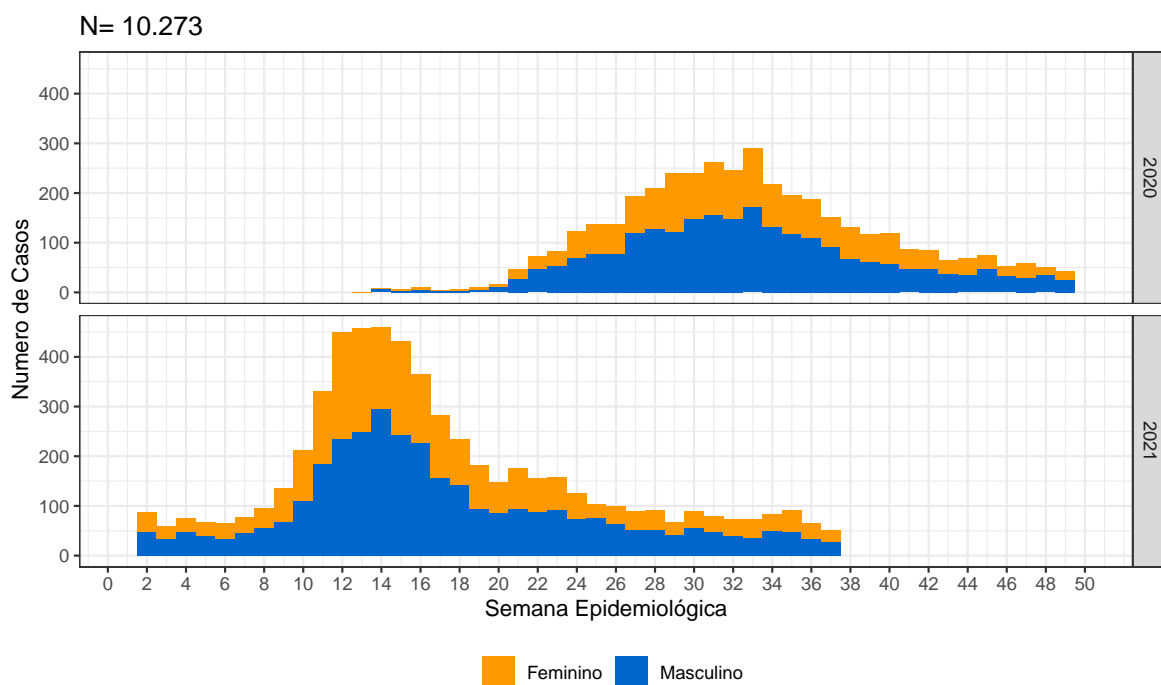 N= 10.273
Numero de Casos
400
300
200
100
0
2020
400
300
200
100
0
2021
0 2 4 6 8 10 12 14 16 18 20 22 24 26 28 30 32 34 36 38 40 42 44 46 48 50
Semana Epidemiológica
Feminino Masculino